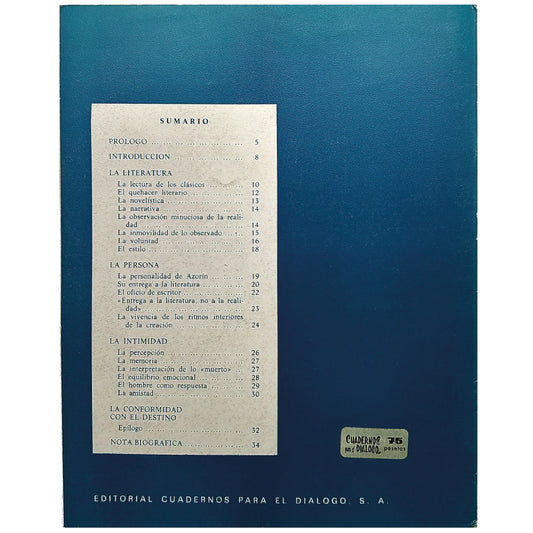 SUMARIO
PROLOGO ... ... ... ... ... ... ... 5
INTRODUCCION ... ... ... ... ... 8
LA LITERATURA
La lectura de los clásicos ... 10
El quehacer literario ... ... 12
La novelística ... ... ... ... 13
La narrativa ... ... ... ... 14
La observación minuciosa de la reali-
dad ... ... ... ... ... 14
La inmovilidad de lo observado ... 15
La voluntad ... ... ... ... 16
El estilo ... ... ... ... ... 18
LA PERSONA
La personalidad de Azorín ... 19
Su entrega a la literatura ... 20
El oficio de escritor ... ... 22
«Entrega a la literatura, no a la reali-
dad» ... ... ... ... ... 23
La vivencia de los ritmos interiores
de la creación ... ... ... 24
LA INTIMIDAD
La percepción ... ... ... ... 26
La memoria ... ... ... ... 27
La interpretación de lo «muerto» ... 27
El equilibrio emocional ... ... 28
El hombre como respuesta ... ... 29
La amistad ... ... ... ... 30
LA CONFORMIDAD
CON EL DESTINO
Epílogo ... ... ... ... ... 32
NOTA BIOGRAFICA ... ... ... ... 34
CUADERNOS 75
para el DIALOGO pesetas
EDITORIAL CUADERNOS PARA EL DIALOGO, S. A.